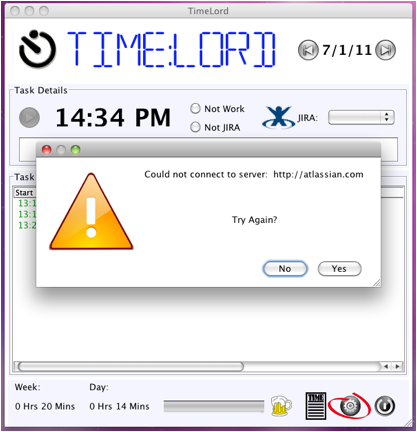 TimeLord
TIME:LORD
7/1/11
Task Details
14:34 PM
Not Work
Not JIRA
JIRA:
Task
Start
13:1
13:1
13:2
Could not connect to server: http://atlassian.com
Try Again?
No
Yes
Week:
Day:
0 Hrs 20 Mins
0 Hrs 14 Mins
TIME